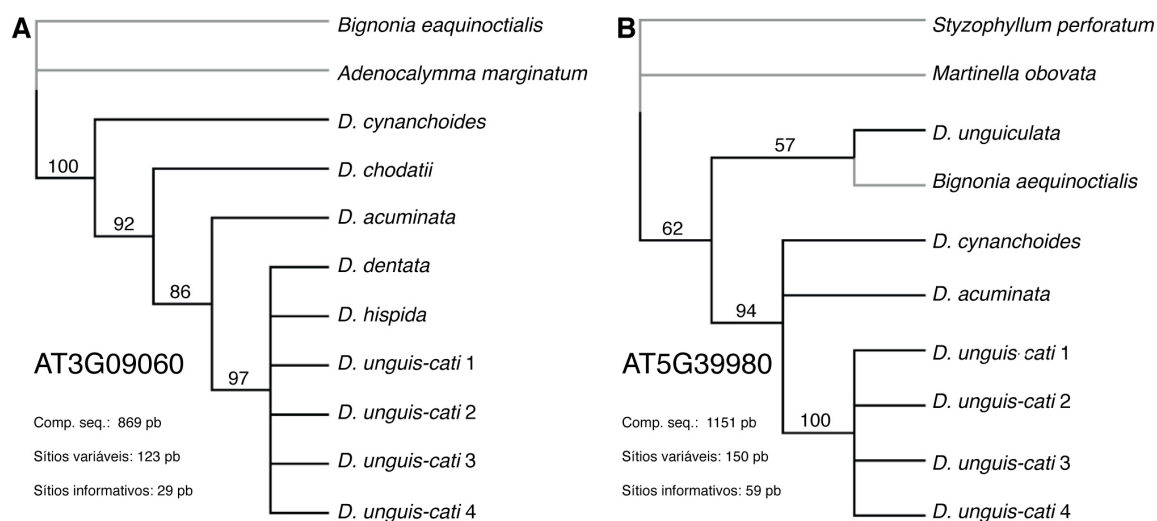 A
Bignonia eaquinoctialis
Adenocalymma marginatum
D. cynanchoides
100
D. chodatii
92
D. acuminata
86
D. dentata
D. hispida
AT3G09060
D. unguis-cati 1
97
D. unguis-cati 2
Comp. seq.: 869 pb
Sítios variáveis: 123 pb
D. unguis-cati 3
Sítios informativos: 29 pb
D. unguis-cati 4
B
Styzophyllum perforatum
Martinella obovata
D. unguiculata
57
Bignonia aequinoctialis
62
D. cynanchoides
D. acuminata
94
AT5G39980
D. unguis- cati 1
D. unguis-cati 2
100
Comp. seq.: 1151 pb
Sítios variáveis: 150 pb
D. unguis-cati 3
Sítios informativos: 59 pb
D. unguis-cati 4